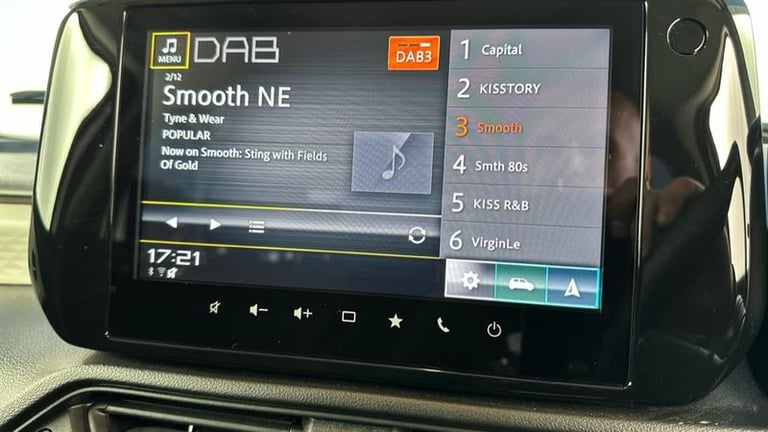 MENU
DAB
DAB3
2/12
Smooth NE
Tyne & Wear
POPULAR
Now on Smooth: Sting with Fields
Of Gold
17:21
1 Capital
2 KISSTORY
3 Smooth
4 Smth 80s
5 KISS R&B
6 VirginLe